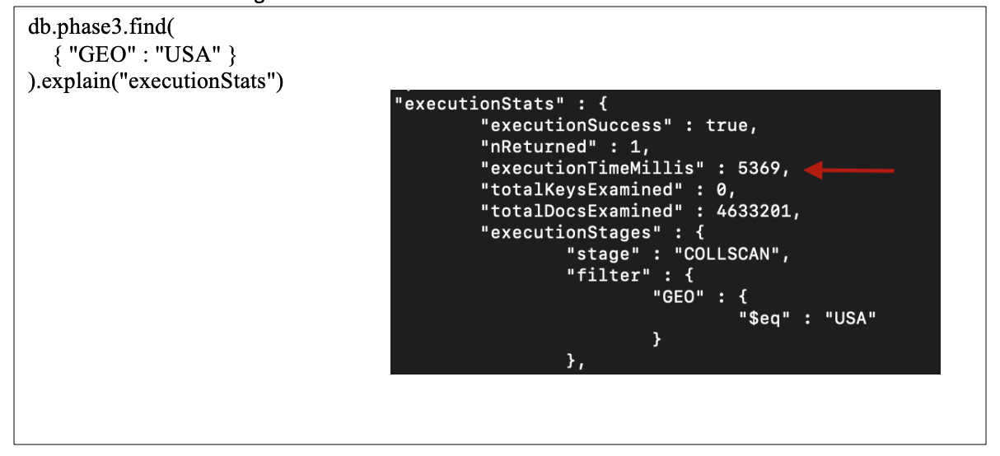 db.phase3.find(
{ "GEO" : "USA" }
).explain("executionStats")
"executionStats" : {
"executionSuccess" : true,
"nReturned" : 1,
"executionTimeMillis" : 5369,
"totalKeysExamined" : 0,
"totalDocsExamined" : 4633201,
"executionStages" : {
"stage" : "COLLSCAN",
"filter" : {
"GEO" : {
"$eq" : "USA"
}
},